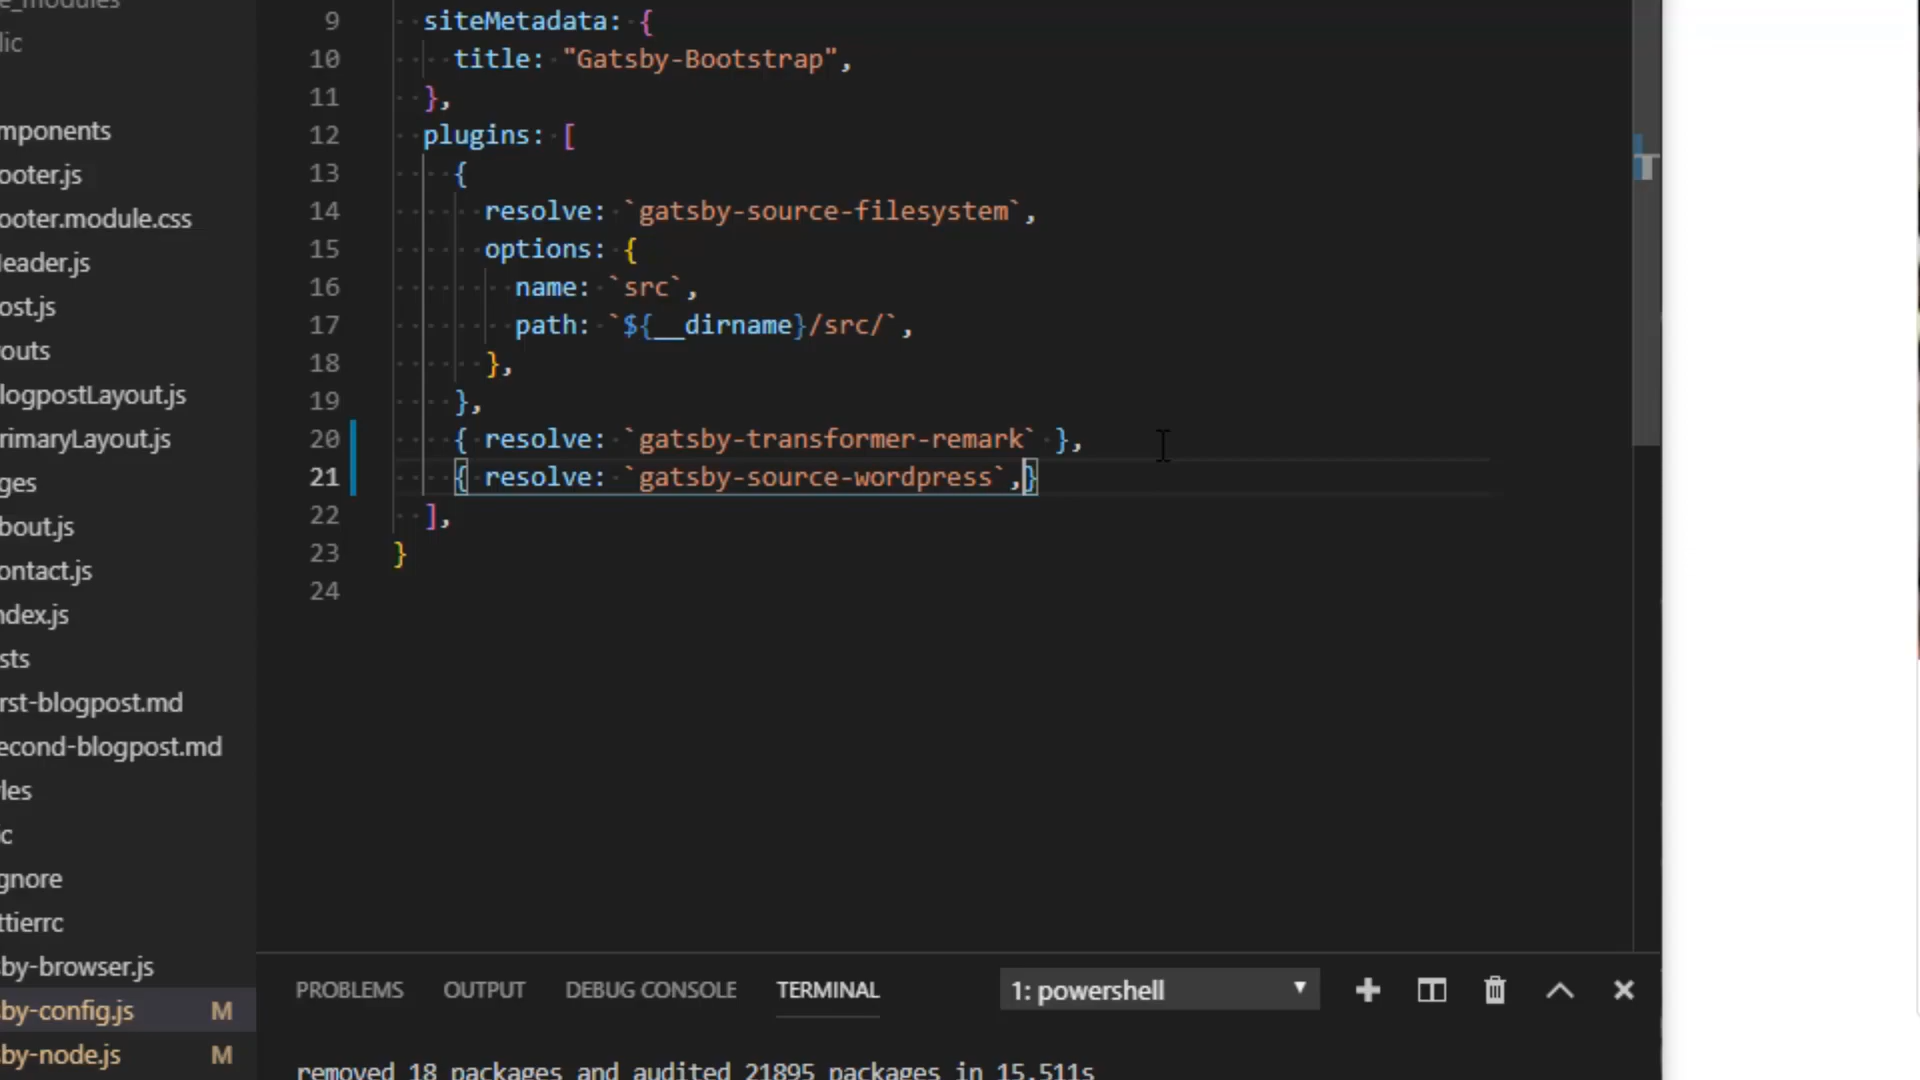 e_modules
lic
mponents
ooter.js
ooter.module.css
eader.js
ost.js
outs
logpostLayout.js
rimaryLayout.js
ges
bout.js
ontact.js
ndex.js
sts
rst-blogpost.md
econd-blogpost.md
les
c
gnore
ttierrc
by-browser.js
by-config.js M
by-node.js M
9 siteMetadata: {
10 title: "Gatsby-Bootstrap",
11 },
12 plugins: [
13 {
14 resolve: `gatsby-source-filesystem`,
15 options: {
16 name: `src`,
17 path: `${__dirname}/src/`,
18 },
19 },
20 { resolve: `gatsby-transformer-remark` },
21 { resolve: `gatsby-source-wordpress`,}
22 ],
23 }
24
PROBLEMS OUTPUT DEBUG CONSOLE TERMINAL 1: powershell
removed 18 packages and audited 21895 packages in 15.511s